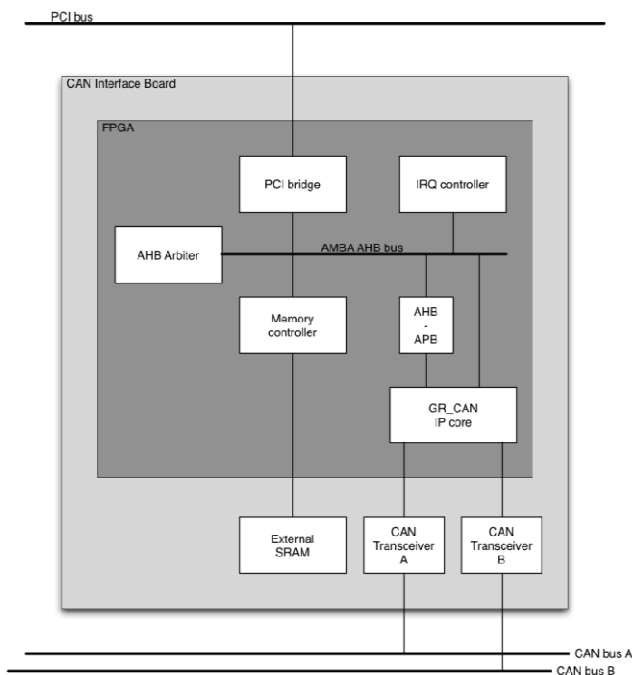 PCI bus
CAN Interface Board
FPGA
PCI bridge
IRQ controller
AHB Arbiter
AMBA AHB bus
Memory
controller
AHB
-
APB
GR_CAN
IP core
External
SRAM
CAN
Transceiver
A
CAN
Transceiver
B
CAN bus A
CAN bus B